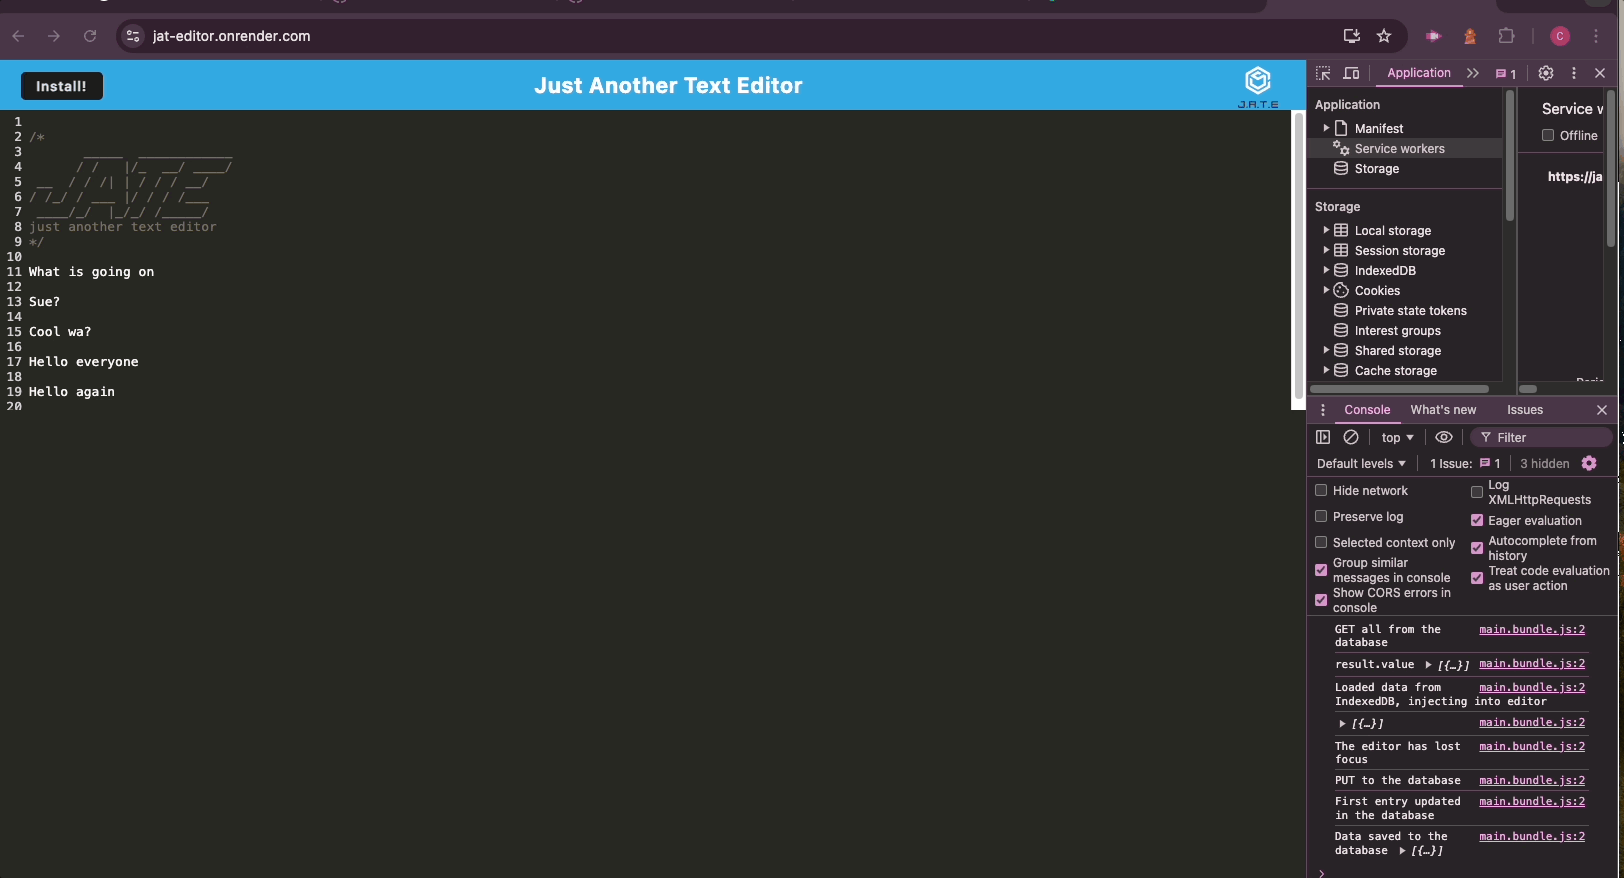 jat-editor.onrender.com
C
Install!
Just Another Text Editor
J.A.T.E
1
2 /*
3
4
5
6
7
8 just another text editor
9 */
10
11 What is going on
12
13 Sue?
14
15 Cool wa?
16
17 Hello everyone
18
19 Hello again
20
Application
1
Application
Manifest
Service workers
Storage
Storage
Local storage
Session storage
IndexedDB
Cookies
Private state tokens
Interest groups
Shared storage
Cache storage
Service w
Offline
https://ja
Console
What's new
Issues
top
Filter
Default levels
1 Issue:
1
3 hidden
Hide network
Log
XMLHttpRequests
Preserve log
Eager evaluation
Selected context only
Autocomplete from
history
Group similar
messages in console
Treat code evaluation
as user action
Show CORS errors in
console
GET all from the main.bundle.js:2
database
result.value ▶ [{…}] main.bundle.js:2
Loaded data from main.bundle.js:2
IndexedDB, injecting into editor
▶ [{…}] main.bundle.js:2
The editor has lost main.bundle.js:2
focus
PUT to the database main.bundle.js:2
First entry updated main.bundle.js:2
in the database
Data saved to the main.bundle.js:2
database ▶ [{…}]